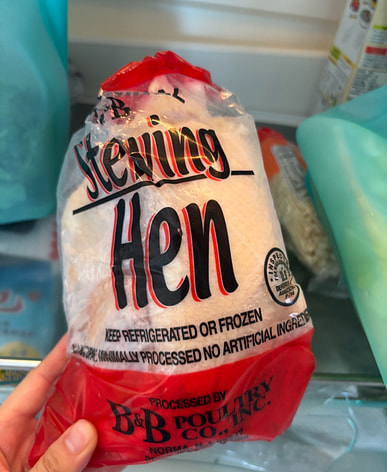 Stewing
Hen
KEEP REFRIGERATED OR FROZEN
MINIMALLY PROCESSED NO ARTIFICIAL
PROCESSED BY
B&B POULTRY
CO., INC.